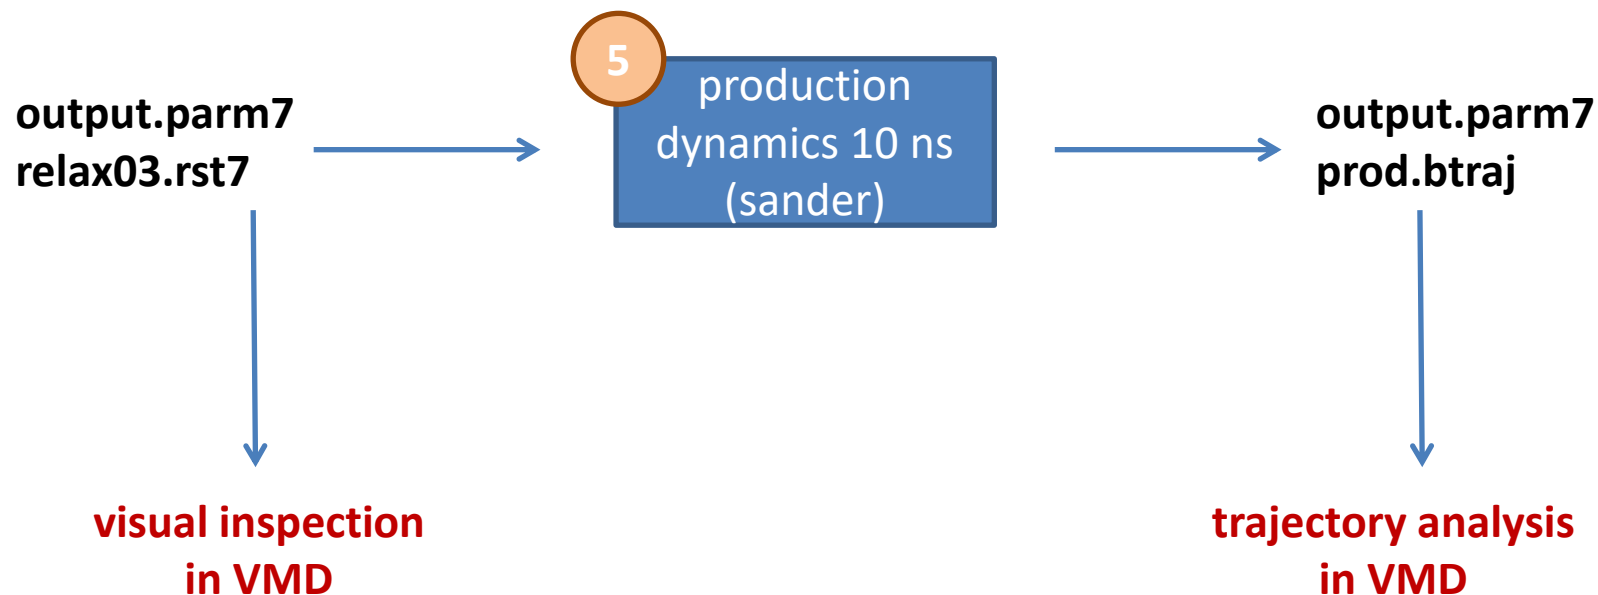 output.parm7
relax03.rst7
5
production
dynamics 10 ns
(sander)
output.parm7
prod.btraj
visual inspection
in VMD
trajectory analysis
in VMD